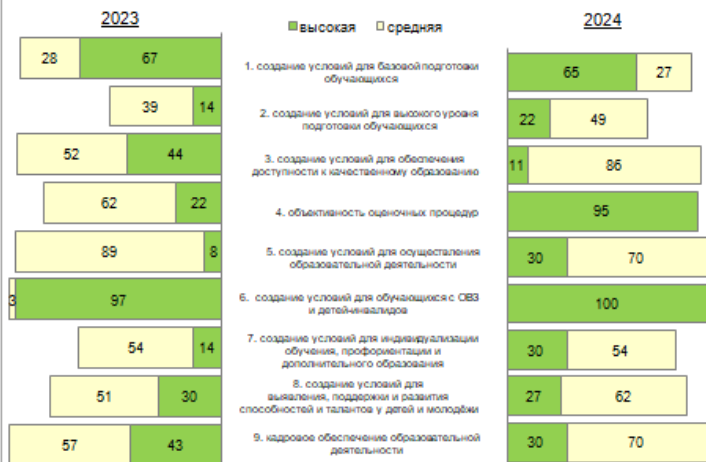 2023
высокая средняя
2024
28 67
1. создание условий для базовой подготовки
обучающихся
65 27
39 14
2. создание условий для высокого уровня
подготовки обучающихся
22 49
52 44
3. создание условий для обеспечения
доступности к качественному образованию
11 86
62 22
4. объективность оценочных процедур
95
89 8
5. создание условий для осуществления
образовательной деятельности
30 70
3 97
6. создание условий для обучающихся с ОВЗ
и детей-инвалидов
100
54 14
7. создание условий для индивидуализации
обучения, профориентации и
дополнительного образования
30 54
51 30
8. создание условий для
выявления, поддержки и развития
способностей и талантов у детей и молодёжи
27 62
57 43
9. кадровое обеспечение образовательной
деятельности
30 70